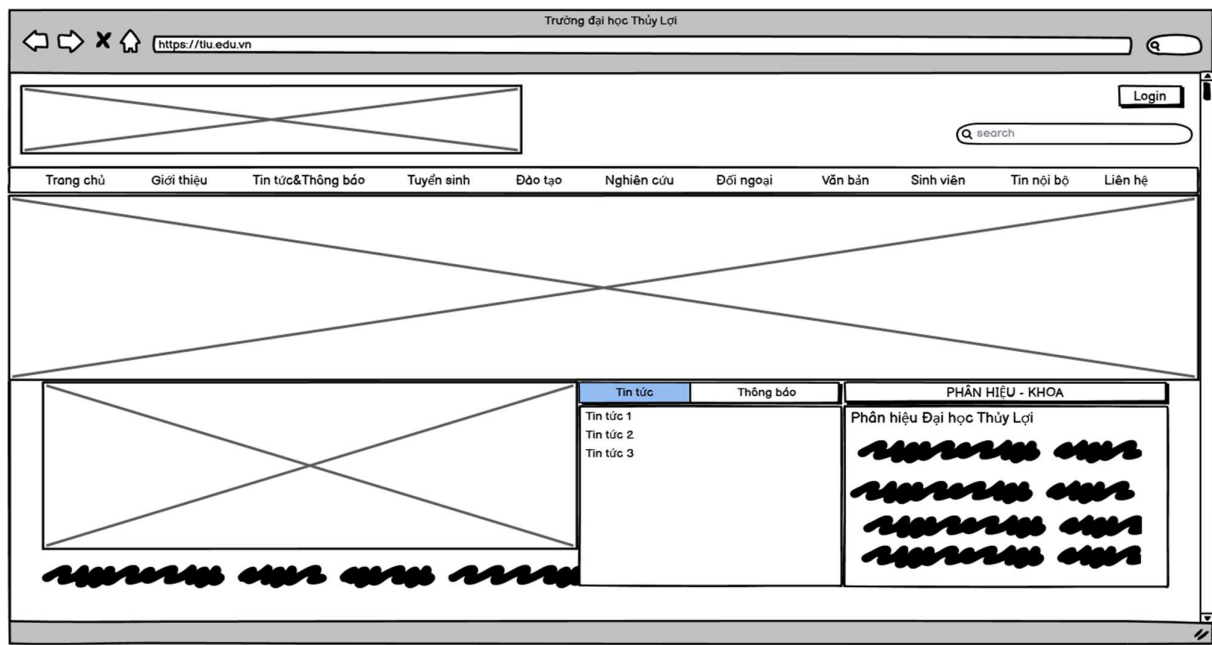 Trường đại học Thủy Lợi
https://tlu.edu.vn
Login
search
Trang chủ Giới thiệu Tin tức&Thông báo Tuyển sinh Đào tạo Nghiên cứu Đối ngoại Văn bản Sinh viên Tin nội bộ Liên hệ
Tin tức Thông báo PHÂN HIỆU - KHOA
Tin tức 1
Tin tức 2
Tin tức 3
Phân hiệu Đại học Thủy Lợi